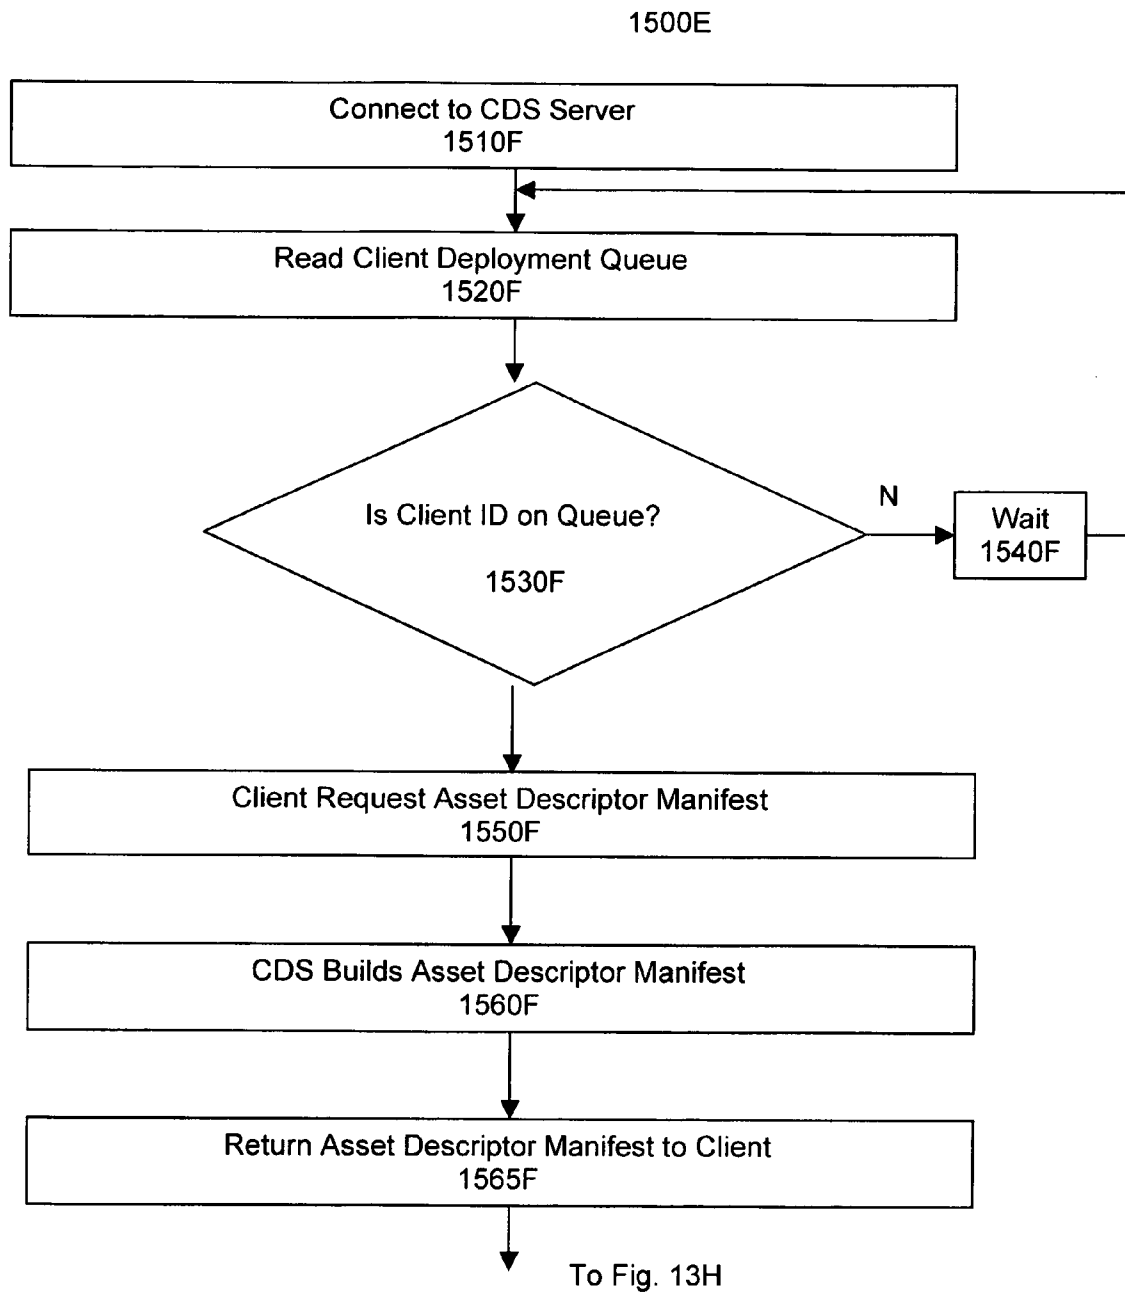 1500E
Connect to CDS Server
1510F
Read Client Deployment Queue
1520F
Is Client ID on Queue?
1530F
N
Wait
1540F
Client Request Asset Descriptor Manifest
1550F
CDS Builds Asset Descriptor Manifest
1560F
Return Asset Descriptor Manifest to Client
1565F
To Fig. 13H